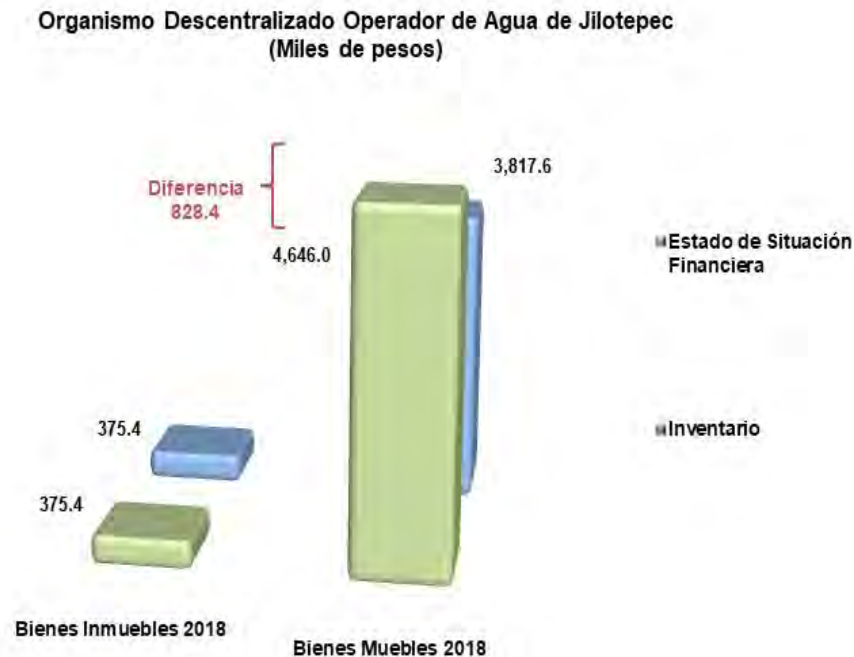 Organismo Descentralizado Operador de Agua de Jilotepec
(Miles de pesos)
3,817.6
Diferencia
828.4
4,646.0
Estado de Situación
Financiera
375.4
Inventario
375.4
Bienes Inmuebles 2018
Bienes Muebles 2018